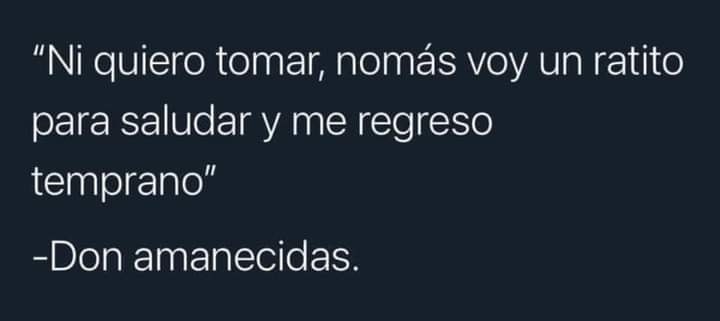 “Ni quiero tomar, nomás voy un ratito
para saludar y me regreso
temprano”
-Don amanecidas.